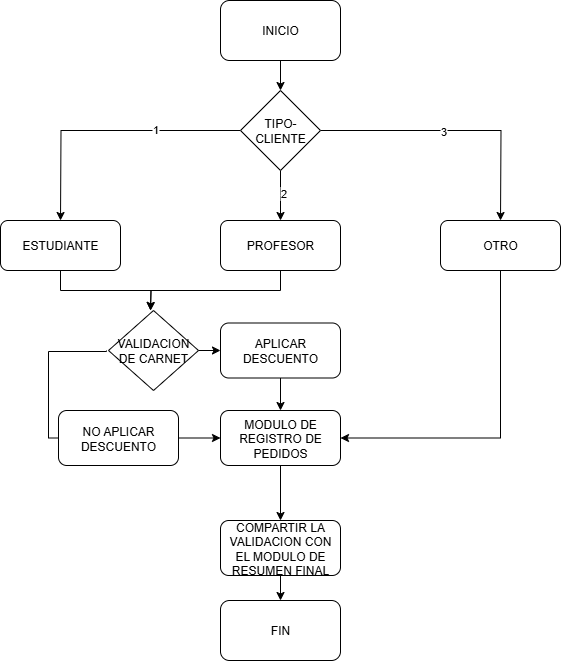 INICIO
TIPO-
CLIENTE
1
3
2
ESTUDIANTE
PROFESOR
OTRO
VALIDACION
DE CARNET
APLICAR
DESCUENTO
NO APLICAR
DESCUENTO
MODULO DE
REGISTRO DE
PEDIDOS
COMPARTIR LA
VALIDACION CON
EL MODULO DE
RESUMEN FINAL
FIN